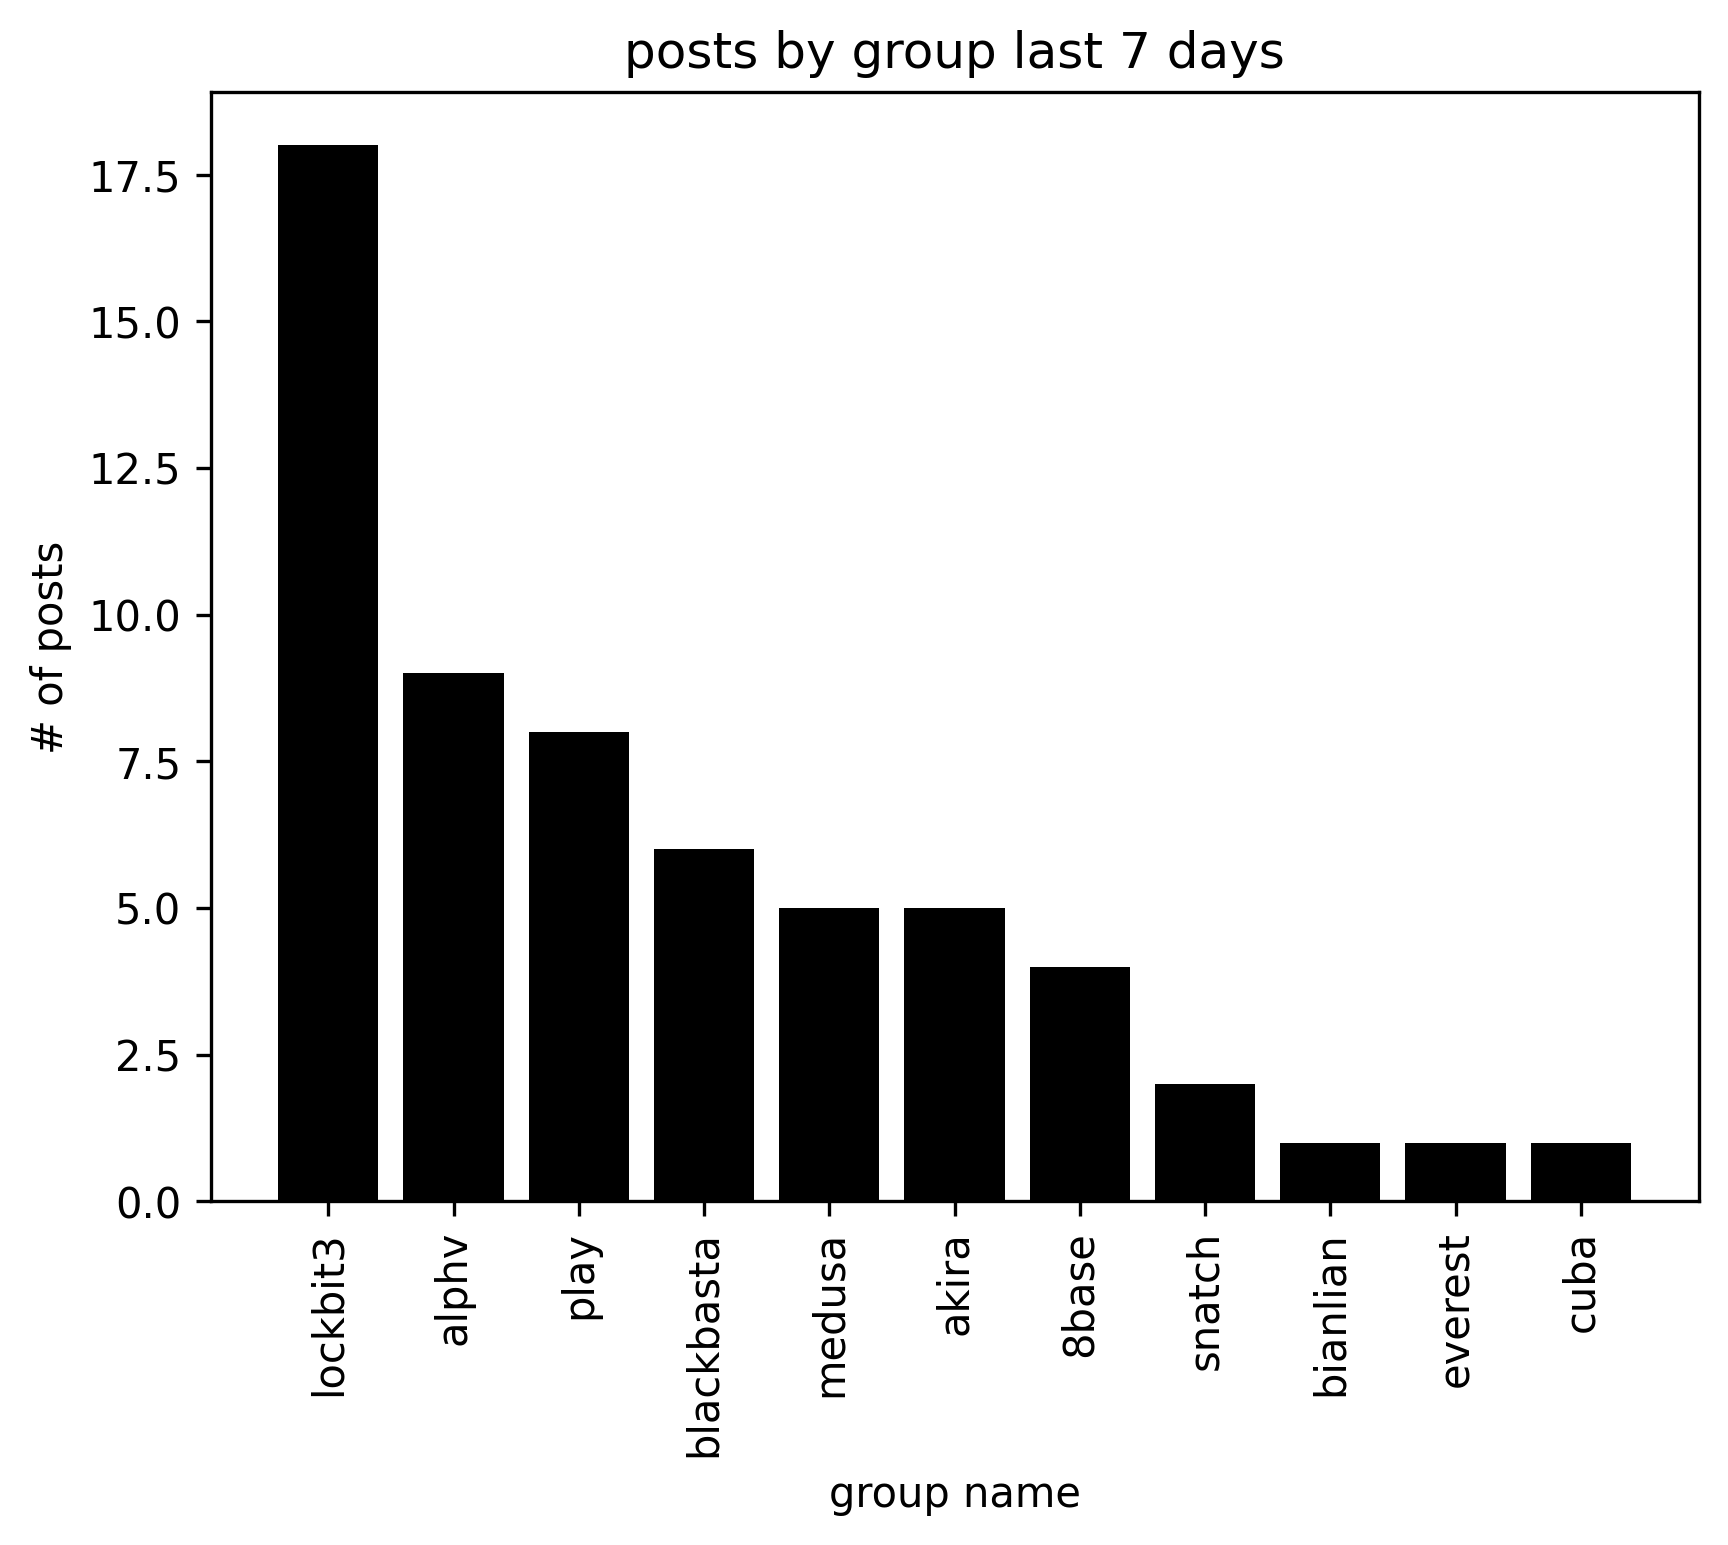 posts by group last 7 days
# of posts
17.5
15.0
12.5
10.0
7.5
5.0
2.5
0.0
lockbit3
alphv
play
blackbasta
medusa
akira
8base
snatch
bianlian
everest
cuba
group name